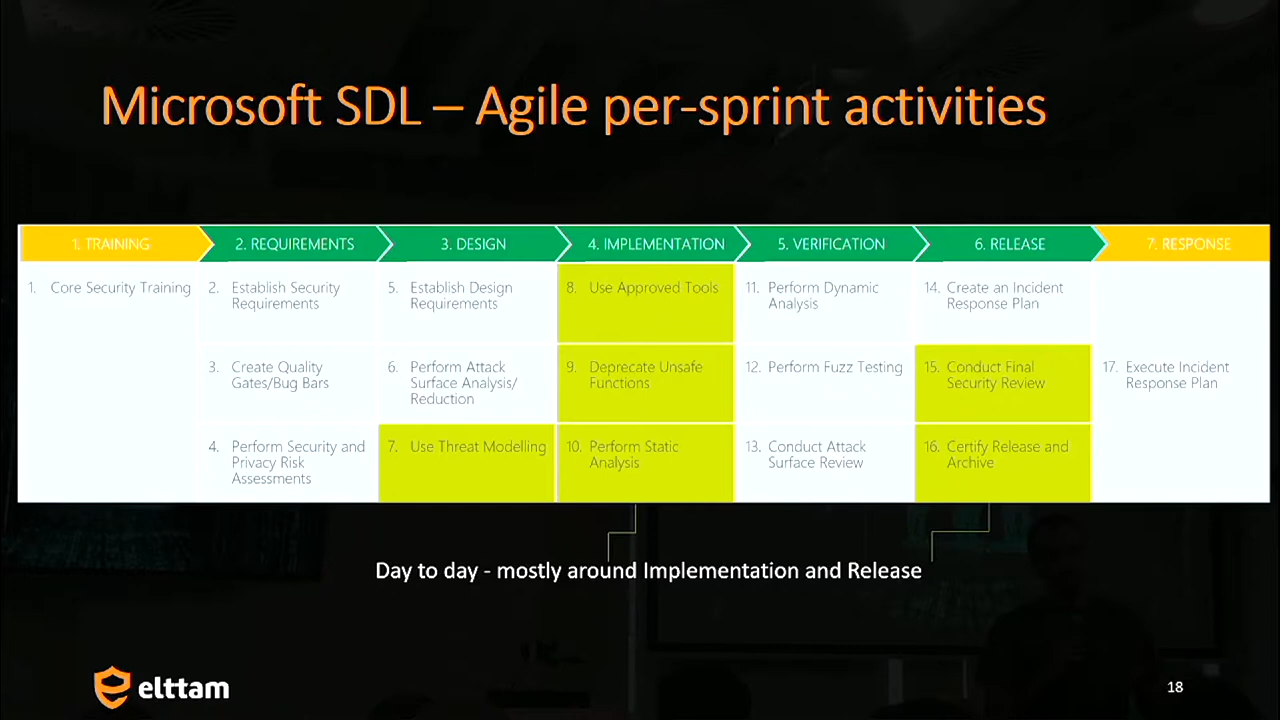 Microsoft SDL – Agile per-sprint activities
1. TRAINING
2. REQUIREMENTS
3. DESIGN
4. IMPLEMENTATION
5. VERIFICATION
6. RELEASE
7. RESPONSE
1. Core Security Training
2. Establish Security
Requirements
3. Create Quality
Gates/Bug Bars
4. Perform Security and
Privacy Risk
Assessments
5. Establish Design
Requirements
6. Perform Attack
Surface Analysis/
Reduction
7. Use Threat Modelling
8. Use Approved Tools
9. Deprecate Unsafe
Functions
10. Perform Static
Analysis
11. Perform Dynamic
Analysis
12. Perform Fuzz Testing
13. Conduct Attack
Surface Review
14. Create an Incident
Response Plan
15. Conduct Final
Security Review
16. Certify Release and
Archive
17. Execute Incident
Response Plan
Day to day - mostly around Implementation and Release
elttam
18